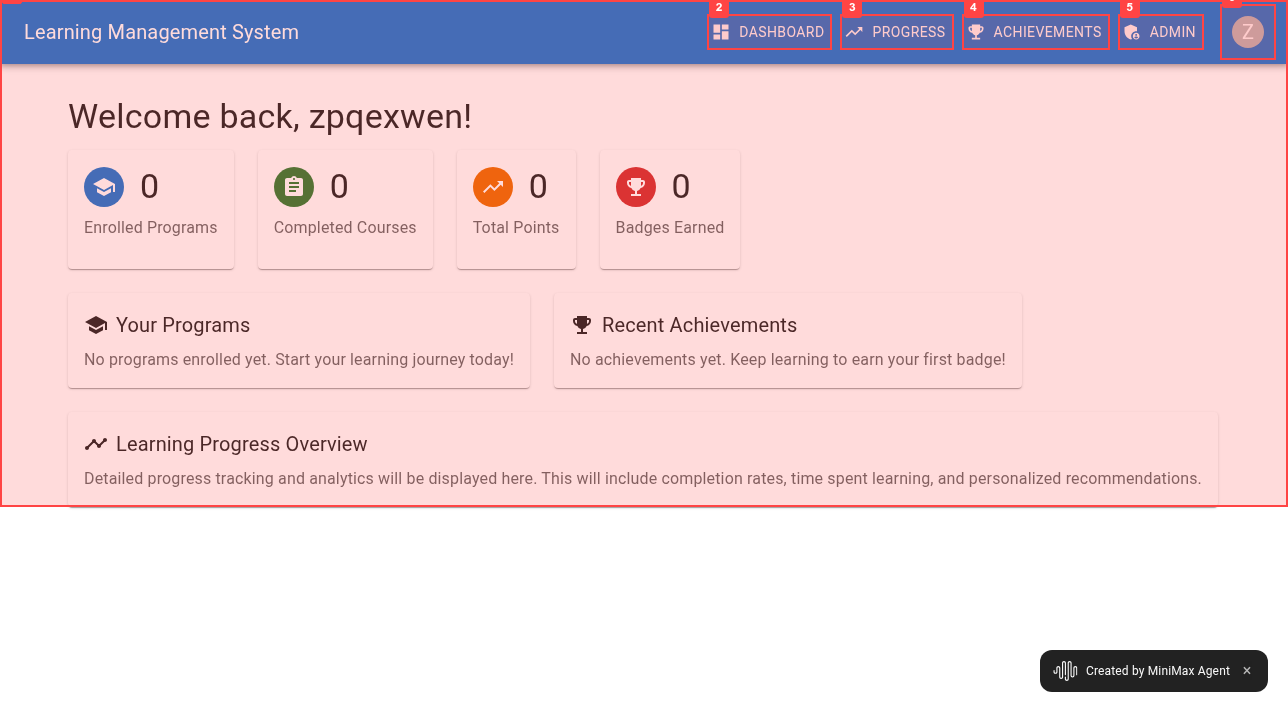 Learning Management System
2 DASHBOARD
3 PROGRESS
4 ACHIEVEMENTS
5 ADMIN
Z
Welcome back, zpqexwen!
0
Enrolled Programs
0
Completed Courses
0
Total Points
0
Badges Earned
Your Programs
No programs enrolled yet. Start your learning journey today!
Recent Achievements
No achievements yet. Keep learning to earn your first badge!
Learning Progress Overview
Detailed progress tracking and analytics will be displayed here. This will include completion rates, time spent learning, and personalized recommendations.
Created by MiniMax Agent ×